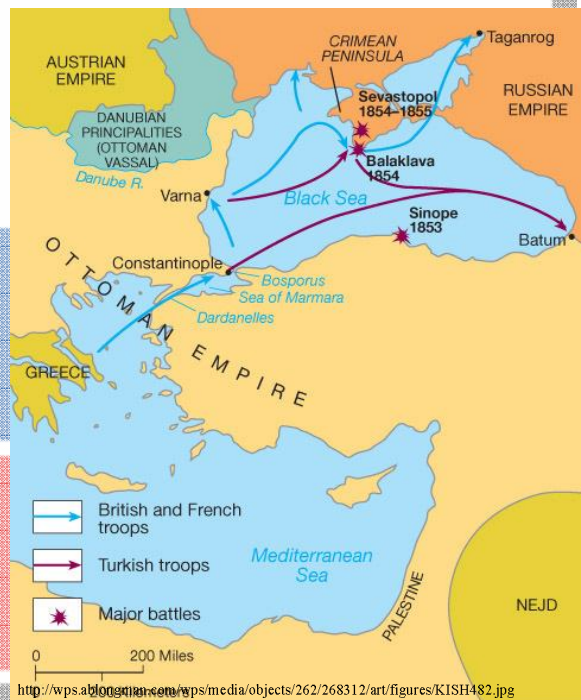 Taganrog
CRIMEAN
PENINSULA
AUSTRIAN
EMPIRE
RUSSIAN
EMPIRE
Sevastopol
1854–1855
DANUBIAN
PRINCIPALITIES
(OTTOMAN
VASSAL)
Balaklava
1854
Danube R.
Varna
Black Sea
Sinope
1853
Batum
Constantinople
Bosporus
Sea of Marmara
Dardanelles
OTTOMAN EMPIRE
GREECE
British and French
troops
Turkish troops
Major battles
Mediterranean
Sea
PALESTINE
NEJD
0 200 Miles
200 Kilometers
http://wps.ablongman.com/wps/media/objects/262/268312/art/figures/KISH482.jpg